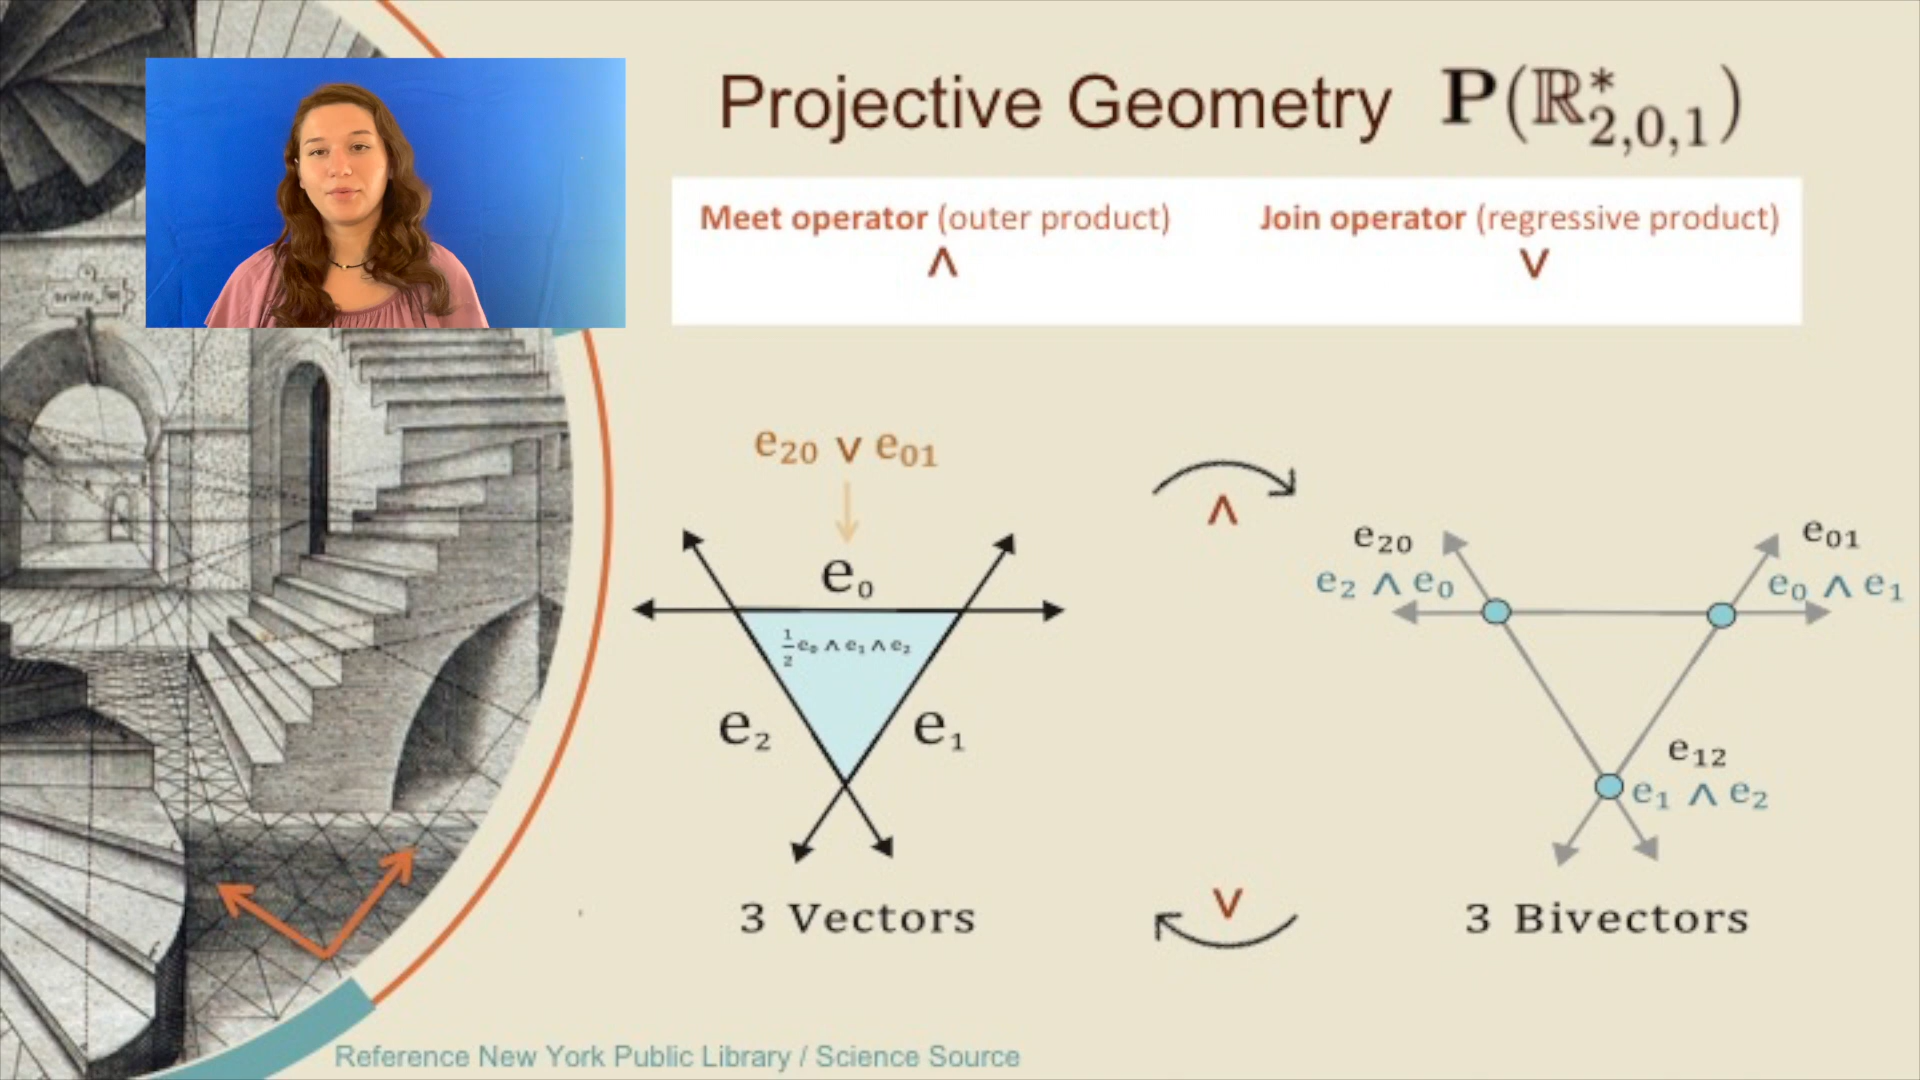 Projective Geometry P(ℝ*₂,₀,₁)
Meet operator (outer product)
∧
Join operator (regressive product)
∨
e₂₀ ∨ e₀₁
e₀
½e₀ ∧ e₁ ∧ e₂
e₂
e₁
3 Vectors
∧
∨
e₂₀
e₂ ∧ e₀
e₀₁
e₀ ∧ e₁
e₁₂
e₁ ∧ e₂
3 Bivectors
Reference New York Public Library / Science Source